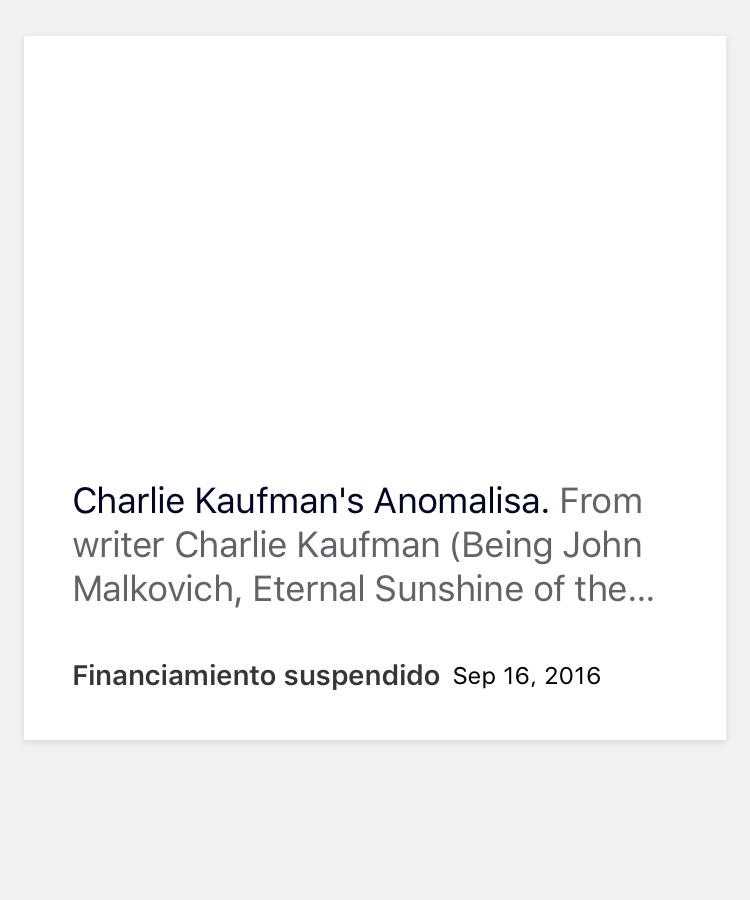 Charlie Kaufman's Anomalisa. From
writer Charlie Kaufman (Being John
Malkovich, Eternal Sunshine of the...
Financiamiento suspendido Sep 16, 2016